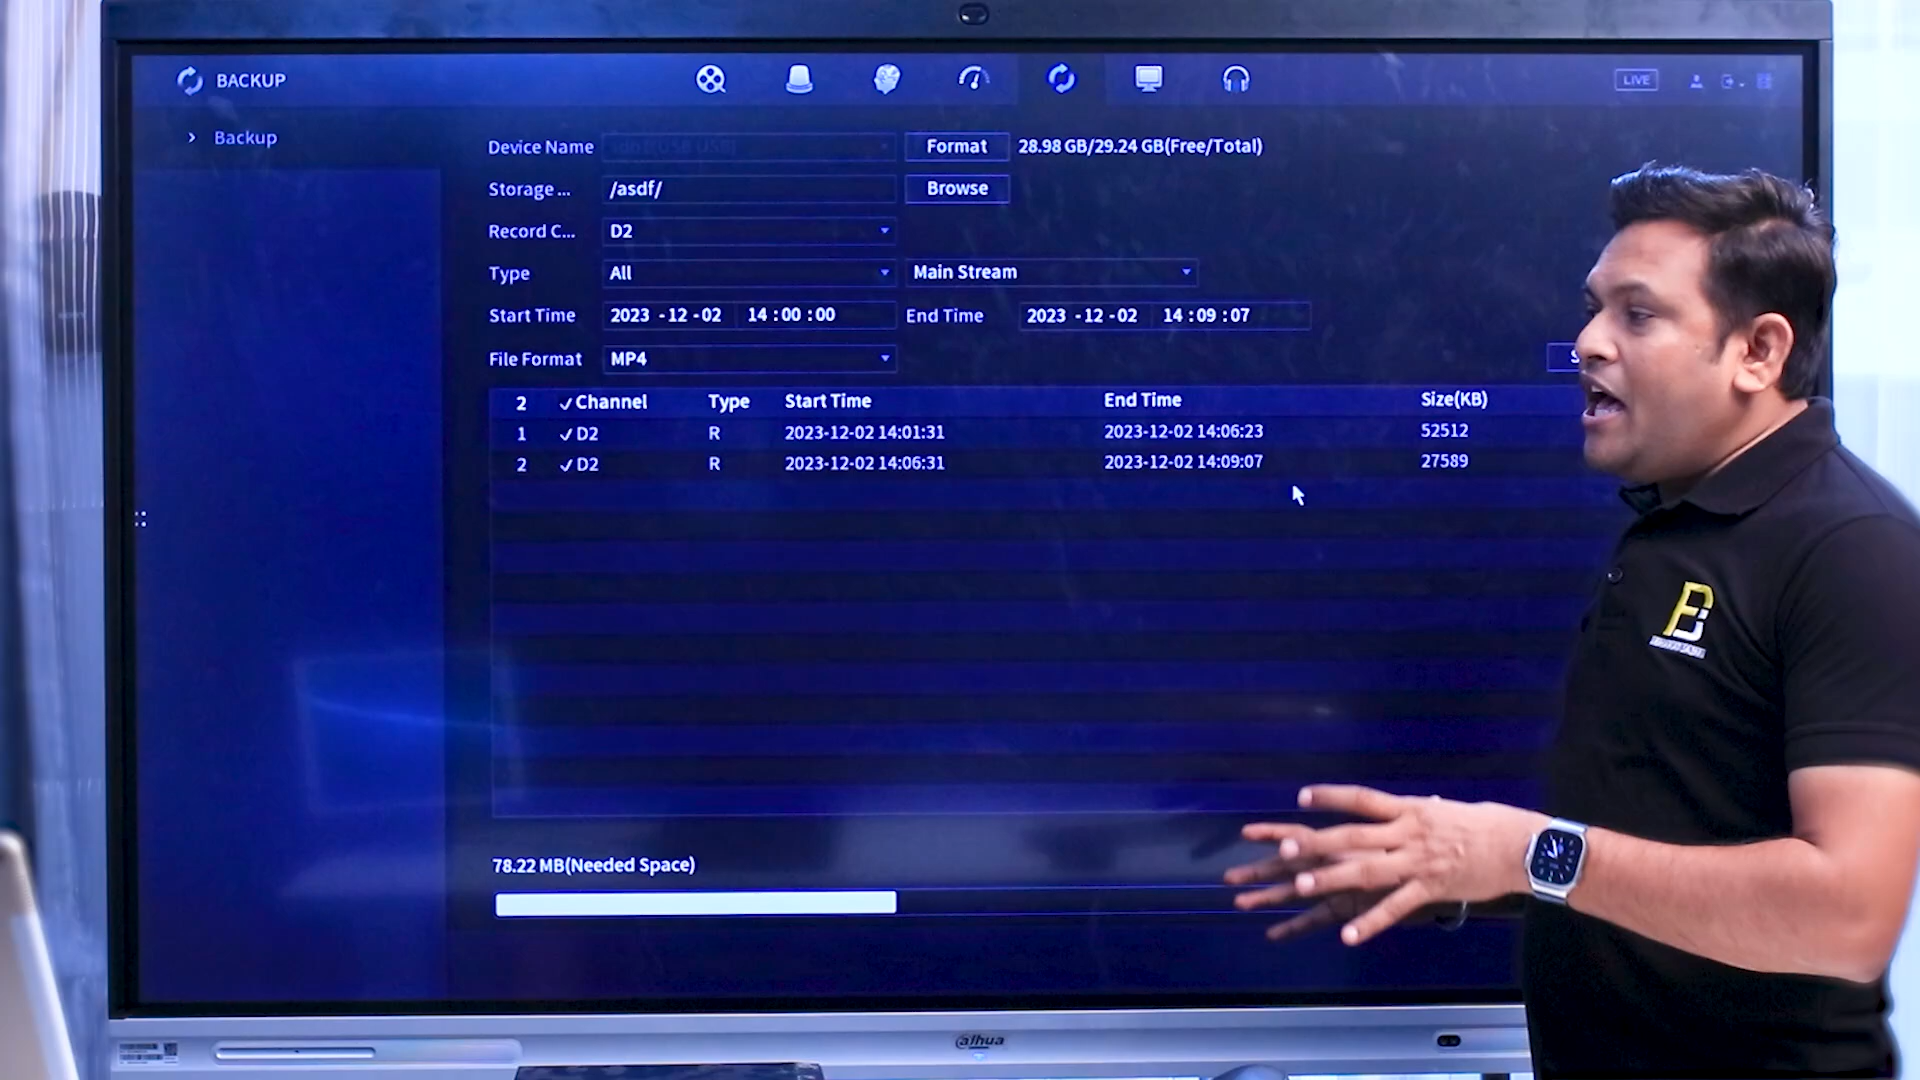 BACKUP
LIVE
Backup
Device Name
Format
28.98 GB/29.24 GB(Free/Total)
Storage ...
/asdf/
Browse
Record C...
D2
Type
All
Main Stream
Start Time
2023 -12 -02
14 : 00 : 00
End Time
2023 -12 -02
14 : 09 : 07
File Format
MP4
2 Channel Type Start Time End Time Size(KB)
1 D2 R 2023-12-02 14:01:31 2023-12-02 14:06:23 52512
2 D2 R 2023-12-02 14:06:31 2023-12-02 14:09:07 27589
78.22 MB(Needed Space)
alhua